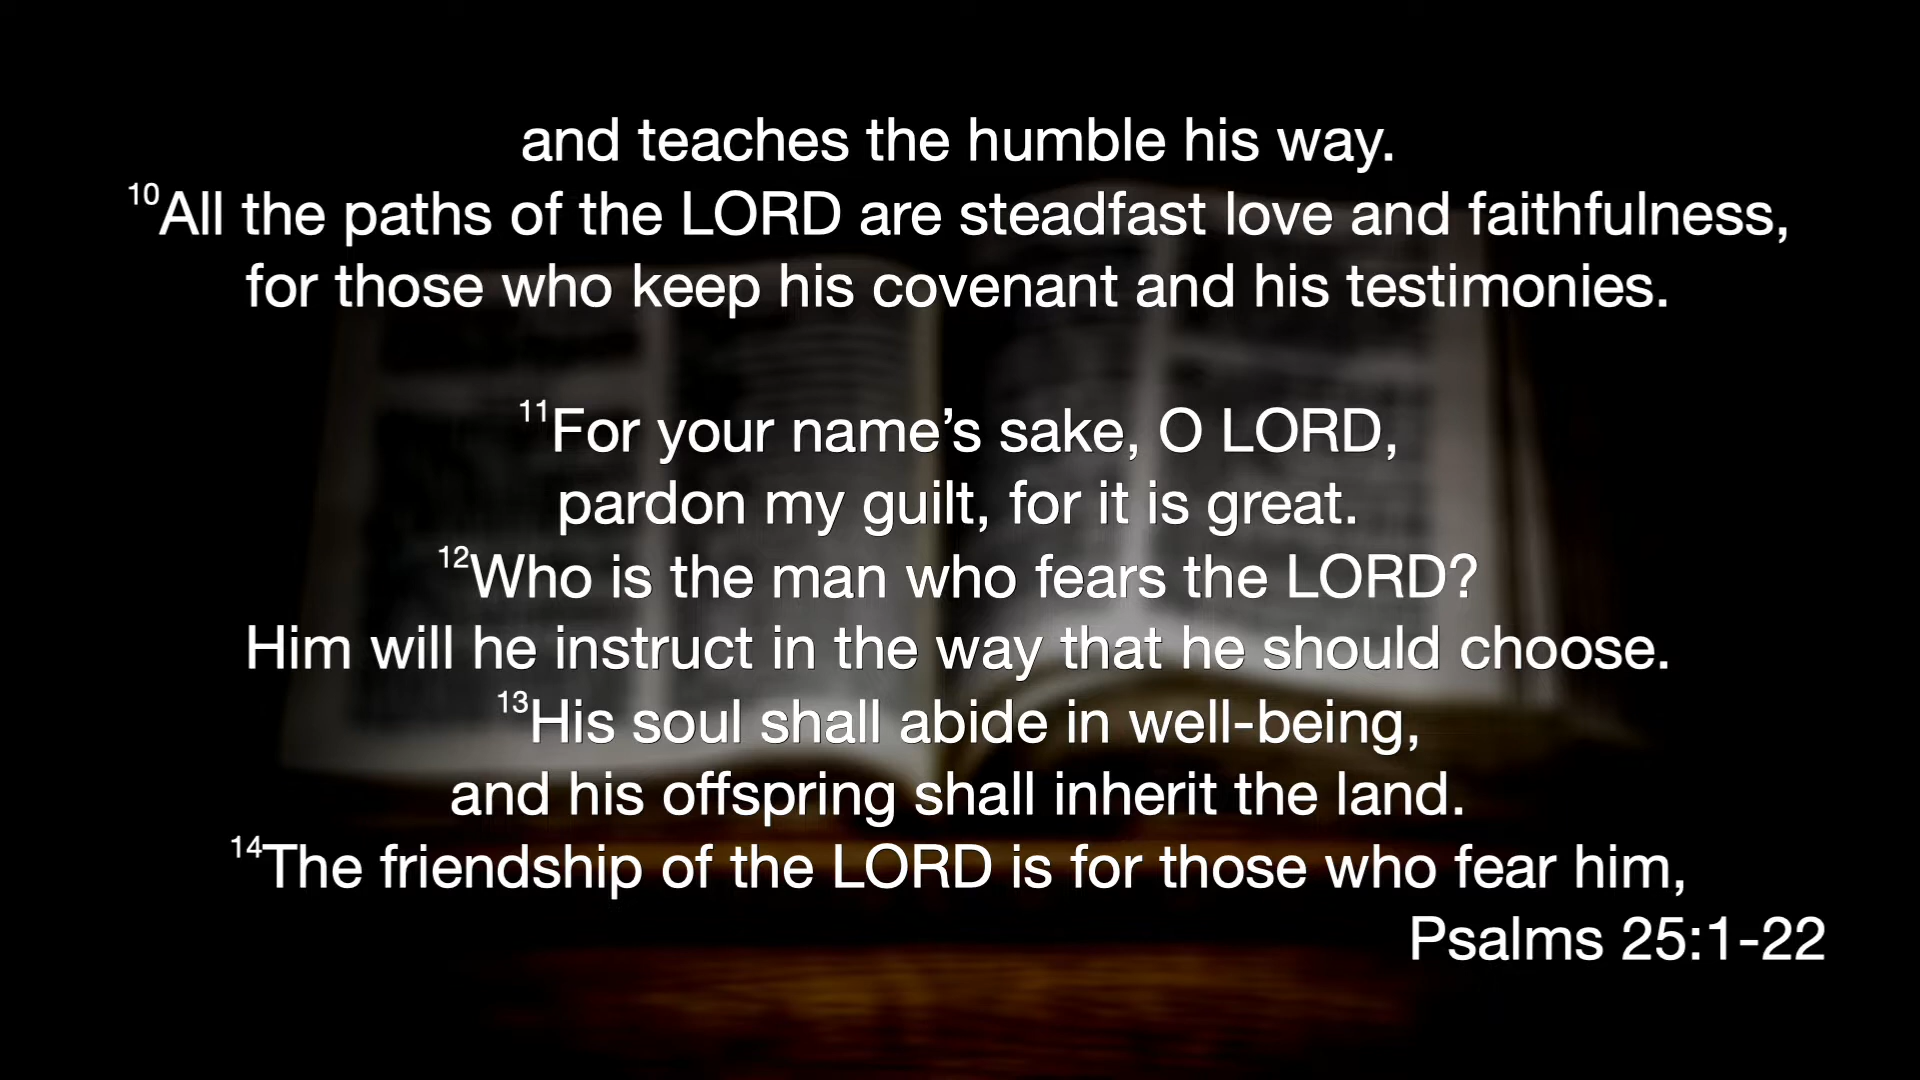 and teaches the humble his way.
10All the paths of the LORD are steadfast love and faithfulness,
for those who keep his covenant and his testimonies.
11For your name’s sake, O LORD,
pardon my guilt, for it is great.
12Who is the man who fears the LORD?
Him will he instruct in the way that he should choose.
13His soul shall abide in well-being,
and his offspring shall inherit the land.
14The friendship of the LORD is for those who fear him,
Psalms 25:1-22